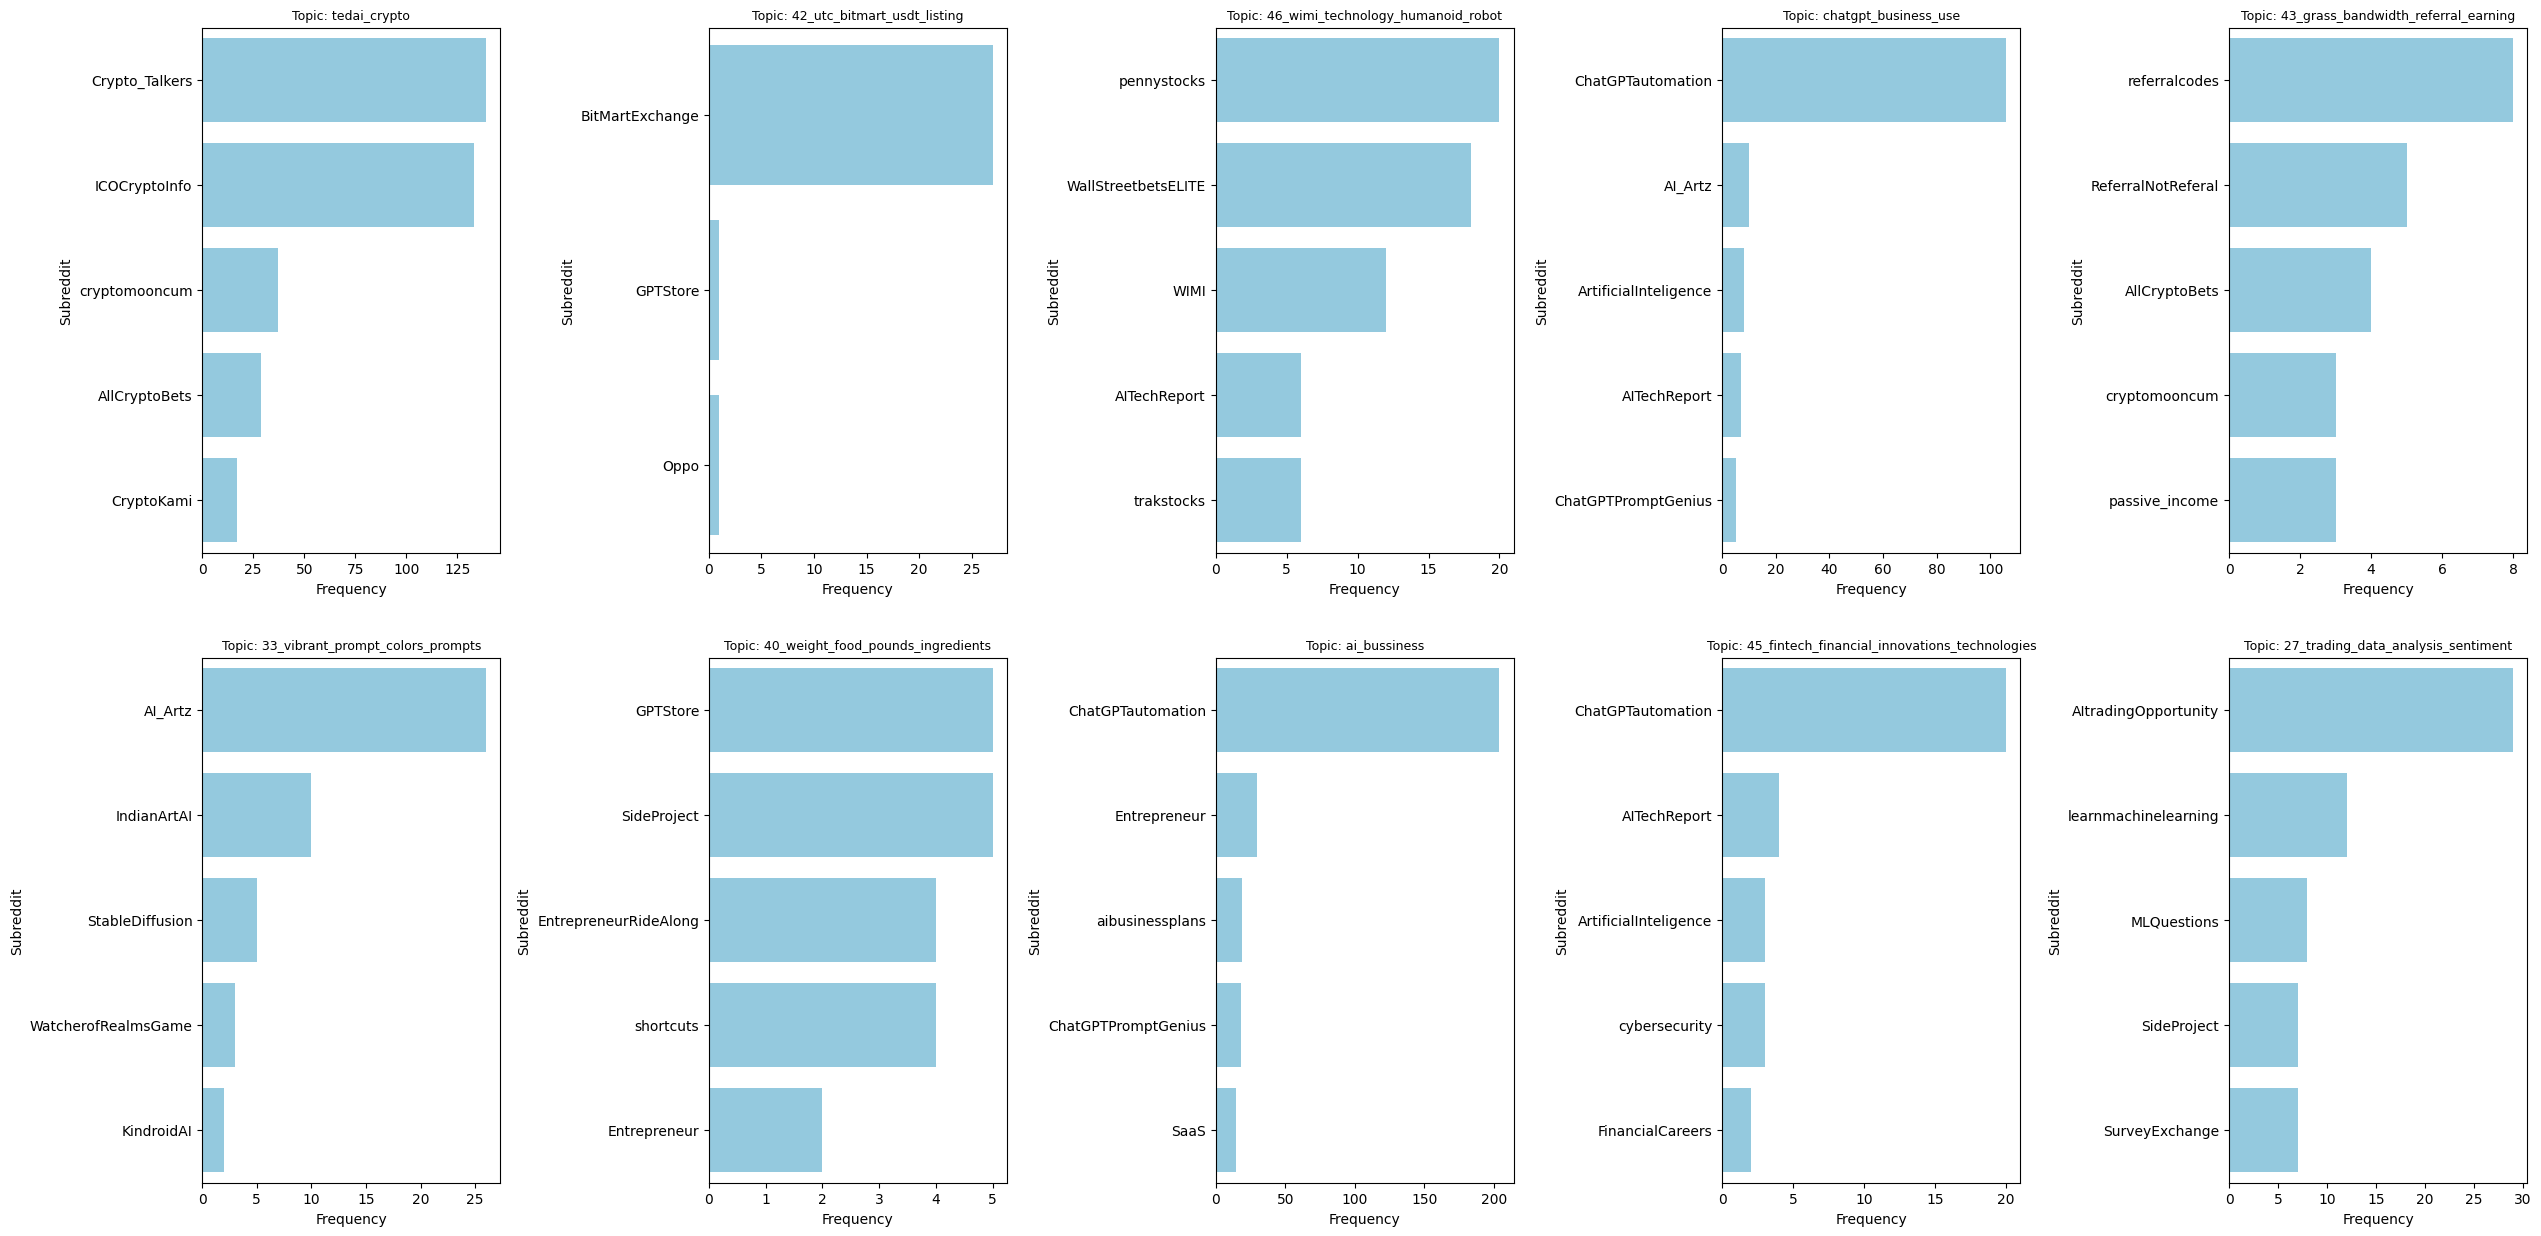 Topic: tedai_crypto
Crypto_Talkers
ICOCryptoInfo
cryptomooncum
AllCryptoBets
CryptoKami
Subreddit
0 25 50 75 100 125
Frequency
Topic: 42_utc_bitmart_usdt_listing
BitMartExchange
GPTStore
Oppo
Subreddit
0 5 10 15 20 25
Frequency
Topic: 46_wimi_technology_humanoid_robot
pennystocks
WallStreetbetsELITE
WIMI
AITechReport
trakstocks
Subreddit
0 5 10 15 20
Frequency
Topic: chatgpt_business_use
ChatGPTautomation
AI_Artz
ArtificialInteligence
AITechReport
ChatGPTPromptGenius
Subreddit
0 20 40 60 80 100
Frequency
Topic: 43_grass_bandwidth_referral_earning
referralcodes
ReferralNotReferal
AllCryptoBets
cryptomooncum
passive_income
Subreddit
0 2 4 6 8
Frequency
Topic: 33_vibrant_prompt_colors_prompts
AI_Artz
IndianArtAI
StableDiffusion
WatcherofRealmsGame
KindroidAI
Subreddit
0 5 10 15 20 25
Frequency
Topic: 40_weight_food_pounds_ingredients
GPTStore
SideProject
EntrepreneurRideAlong
shortcuts
Entrepreneur
Subreddit
0 1 2 3 4 5
Frequency
Topic: ai_bussiness
ChatGPTautomation
Entrepreneur
aibusinessplans
ChatGPTPromptGenius
SaaS
Subreddit
0 50 100 150 200
Frequency
Topic: 45_fintech_financial_innovations_technologies
ChatGPTautomation
AITechReport
ArtificialInteligence
cybersecurity
FinancialCareers
Subreddit
0 5 10 15 20
Frequency
Topic: 27_trading_data_analysis_sentiment
AItradingOpportunity
learnmachinelearning
MLQuestions
SideProject
SurveyExchange
Subreddit
0 5 10 15 20 25 30
Frequency